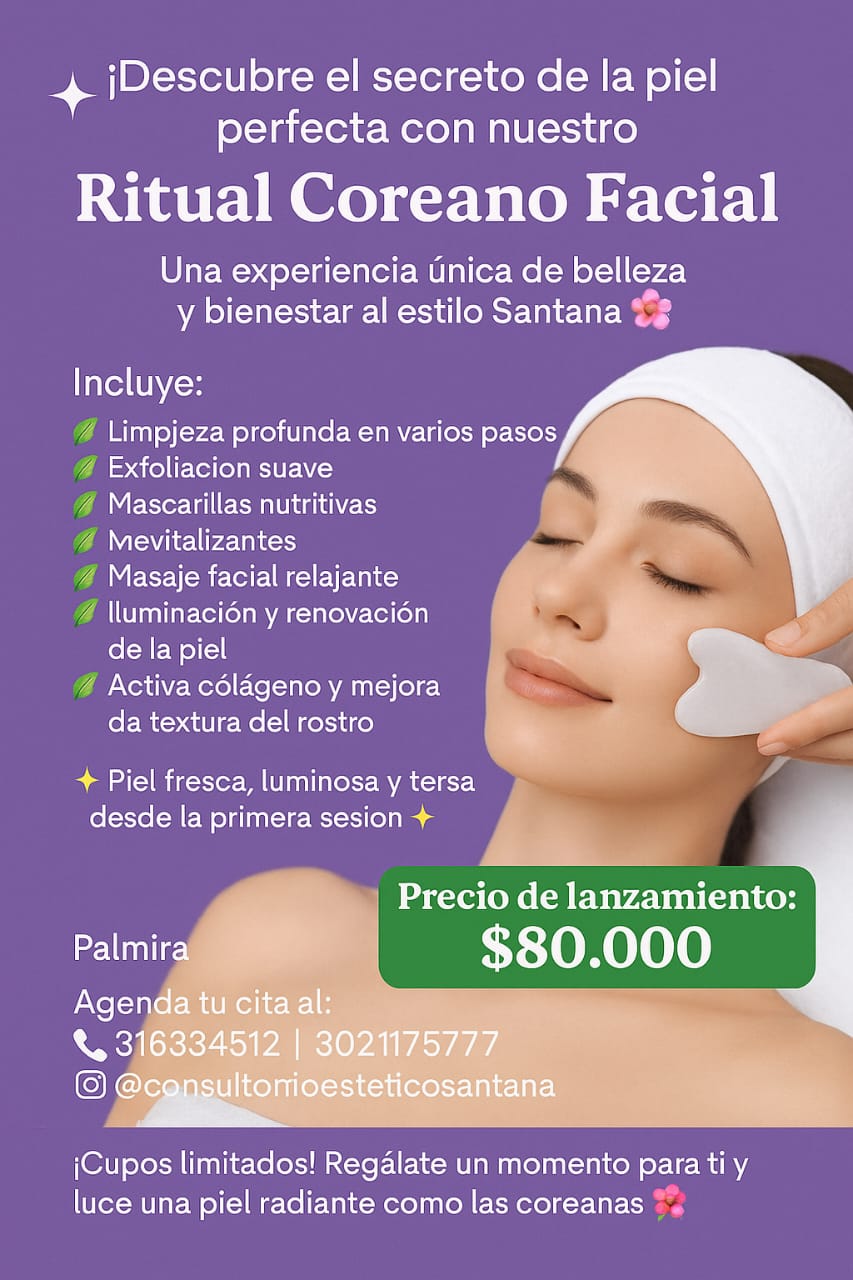 ¡Descubre el secreto de la piel
perfecta con nuestro
Ritual Coreano Facial
Una experiencia única de belleza
y bienestar al estilo Santana
Incluye:
Limpjeza profunda en varios pasos
Exfoliacion suave
Mascarillas nutritivas
Mevitalizantes
Masaje facial relajante
Iluminación y renovación
de la piel
Activa cólágeno y mejora
da textura del rostro
Piel fresca, luminosa y tersa
desde la primera sesion
Precio de lanzamiento:
$80.000
Palmira
Agenda tu cita al:
316334512 | 3021175777
@consultorrioesteticosantana
¡Cupos limitados! Regálate un momento para ti y
luce una piel radiante como las coreanas